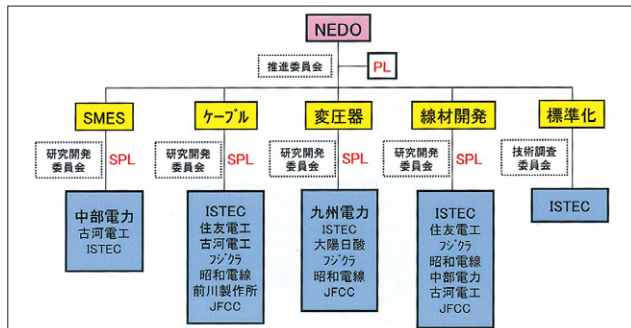 NEDO
推進委員会
PL
SMES
ケーブル
変圧器
線材開発
標準化
研究開発
委員会
SPL
研究開発
委員会
SPL
研究開発
委員会
SPL
研究開発
委員会
SPL
技術調査
委員会
中部電力
古河電工
ISTEC
ISTEC
住友電工
古河電工
フジクラ
昭和電線
前川製作所
JFCC
九州電力
ISTEC
大陽日酸
フジクラ
昭和電線
JFCC
ISTEC
住友電工
フジクラ
昭和電線
中部電力
古河電工
JFCC
ISTEC